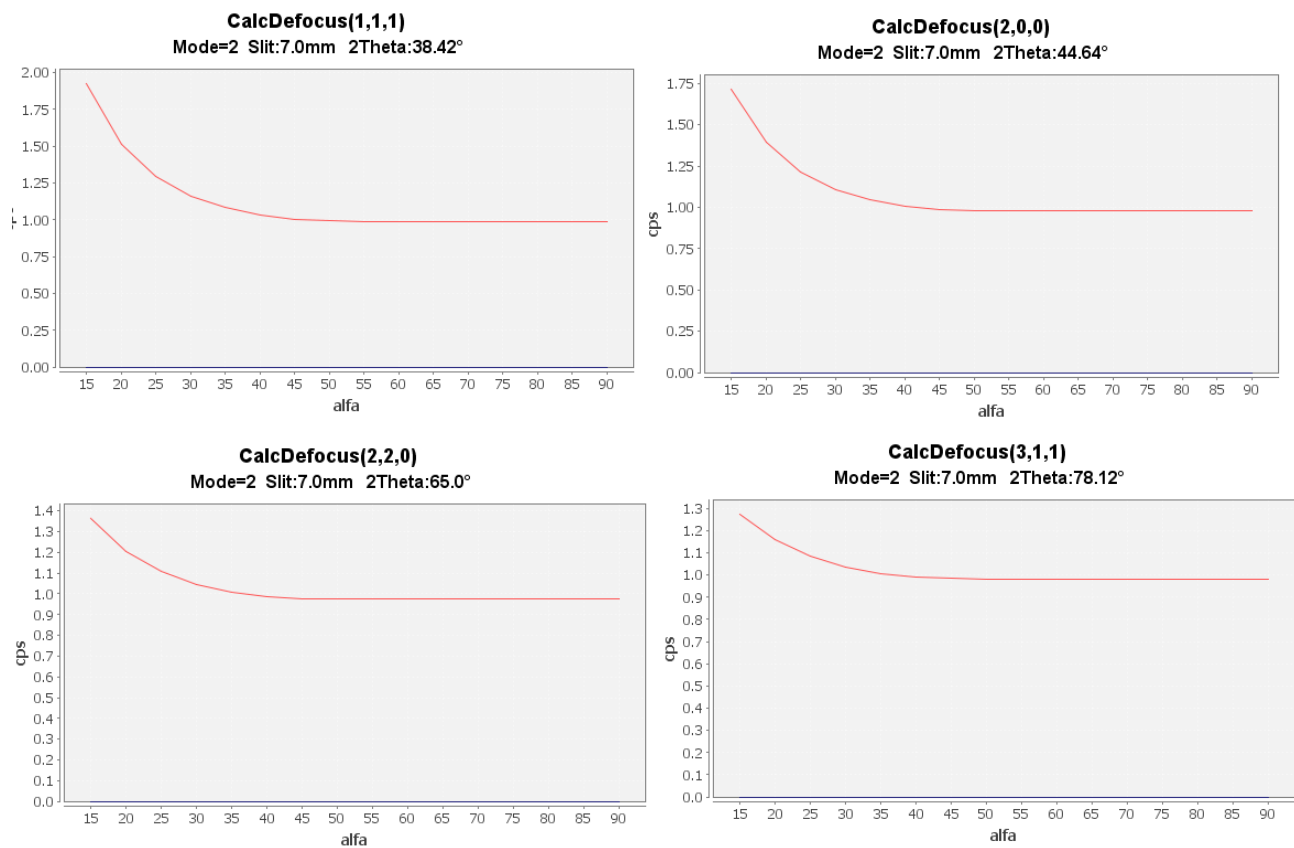 CalcDefocus(1,1,1)
Mode=2 Slit:7.0mm 2Theta:38.42°
2.00
1.75
1.50
1.25
1.00
0.75
0.50
0.25
0.00
15 20 25 30 35 40 45 50 55 60 65 70 75 80 85 90
alfa
CalcDefocus(2,0,0)
Mode=2 Slit:7.0mm 2Theta:44.64°
cps
1.75
1.50
1.25
1.00
0.75
0.50
0.25
0.00
15 20 25 30 35 40 45 50 55 60 65 70 75 80 85 90
alfa
CalcDefocus(2,2,0)
Mode=2 Slit:7.0mm 2Theta:65.0°
cps
1.4
1.3
1.2
1.1
1.0
0.9
0.8
0.7
0.6
0.5
0.4
0.3
0.2
0.1
0.0
15 20 25 30 35 40 45 50 55 60 65 70 75 80 85 90
alfa
CalcDefocus(3,1,1)
Mode=2 Slit:7.0mm 2Theta:78.12°
cps
1.3
1.2
1.1
1.0
0.9
0.8
0.7
0.6
0.5
0.4
0.3
0.2
0.1
0.0
15 20 25 30 35 40 45 50 55 60 65 70 75 80 85 90
alfa